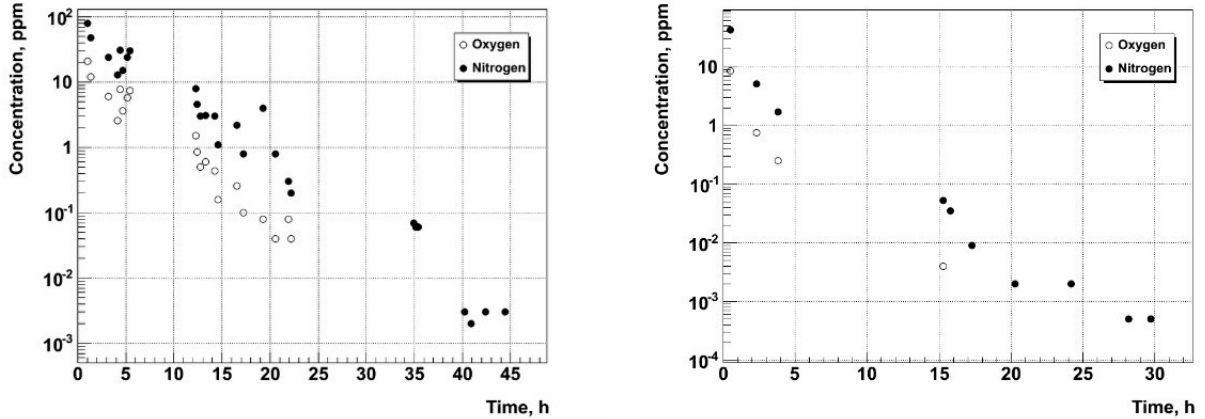 Concentration, ppm
10²
10
1
10⁻¹
10²
10⁻³
Oxygen
Nitrogen
0 5 10 15 20 25 30 35 40 45
Time, h
Concentration, ppm
10
1
10⁻¹
10⁻²
10⁻³
10⁻⁴
Oxygen
Nitrogen
0 5 10 15 20 25 30
Time, h